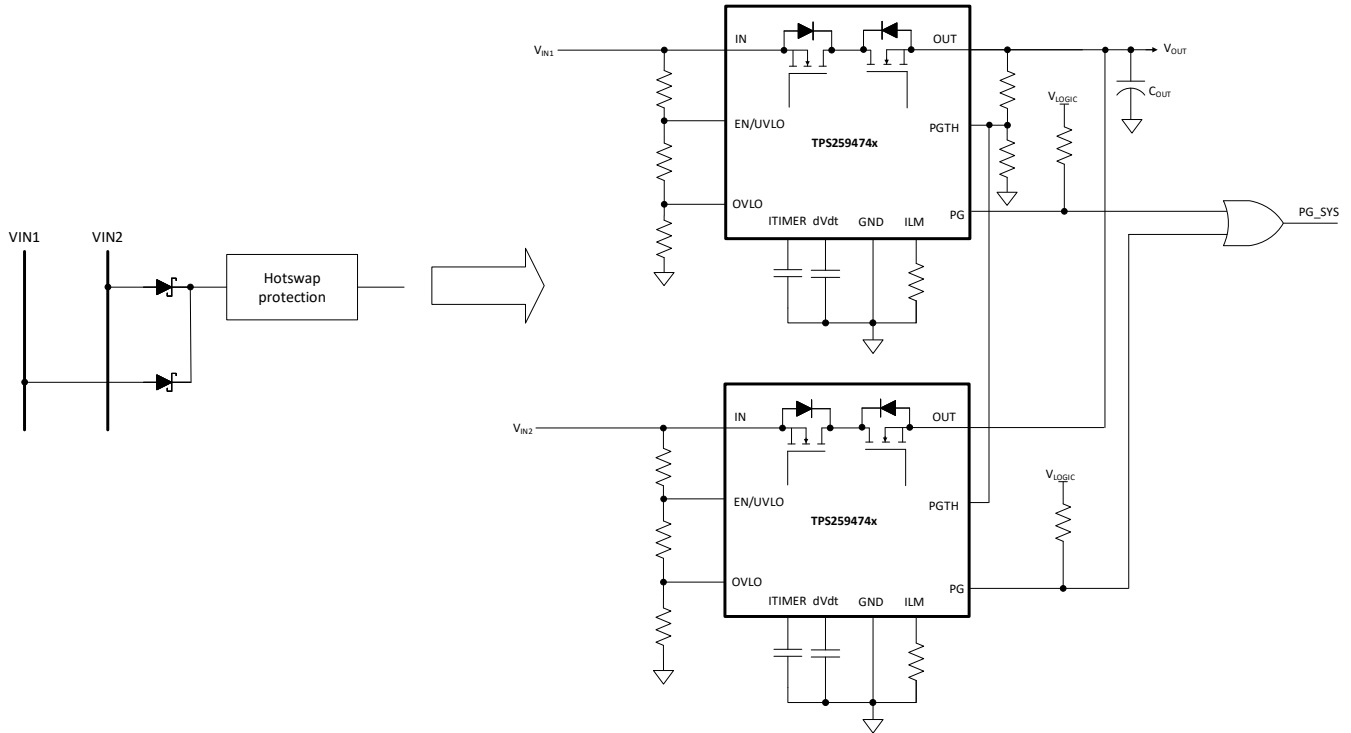 VIN1
VIN2
Hotswap
protection
VIN1
IN
OUT
VOUT
COUT
VLOGIC
EN/UVLO
PGTH
TPS259474x
OVLO
PG
PG_SYS
ITIMER dVdt GND ILM
VIN2
IN
OUT
VLOGIC
EN/UVLO
PGTH
TPS259474x
OVLO
PG
ITIMER dVdt GND ILM